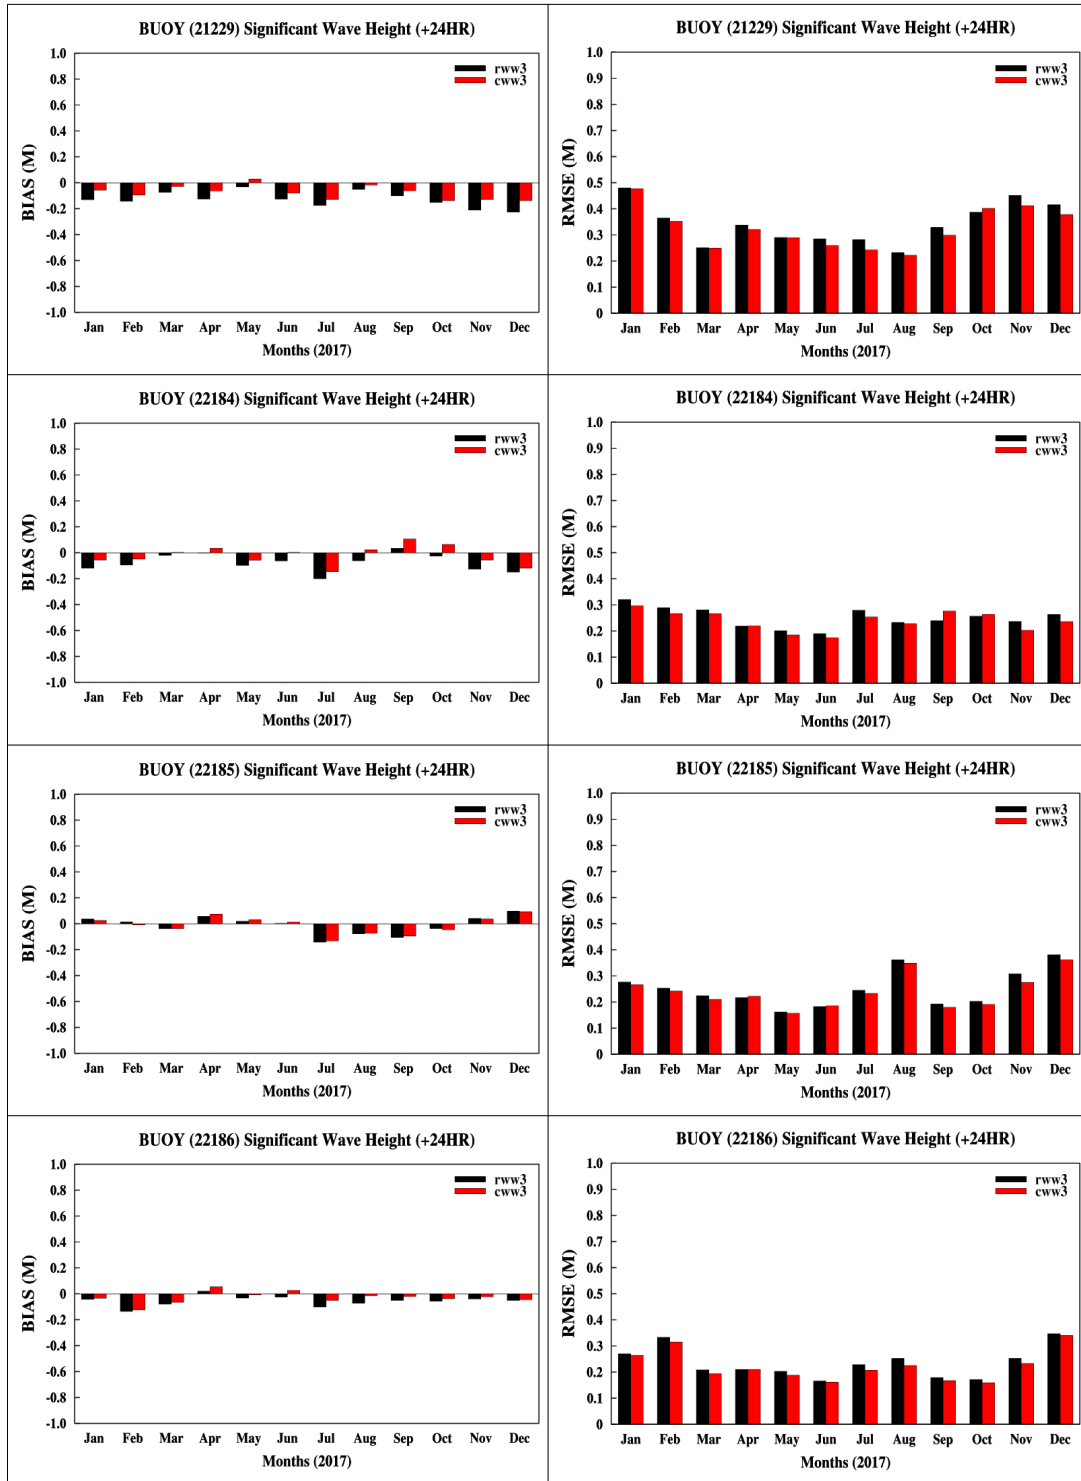 BUOY (21229) Significant Wave Height (+24HR)
1.0
0.8
0.6
0.4
0.2
0
-0.2
-0.4
-0.6
-0.8
-1.0
BIAS (M)
rww3
cww3
Jan Feb Mar Apr May Jun Jul Aug Sep Oct Nov Dec
Months (2017)
BUOY (21229) Significant Wave Height (+24HR)
1.0
0.9
0.8
0.7
0.6
0.5
0.4
0.3
0.2
0.1
0
RMSE (M)
rww3
cww3
Jan Feb Mar Apr May Jun Jul Aug Sep Oct Nov Dec
Months (2017)
BUOY (22184) Significant Wave Height (+24HR)
1.0
0.8
0.6
0.4
0.2
0
-0.2
-0.4
-0.6
-0.8
-1.0
BIAS (M)
rww3
cww3
Jan Feb Mar Apr May Jun Jul Aug Sep Oct Nov Dec
Months (2017)
BUOY (22184) Significant Wave Height (+24HR)
1.0
0.9
0.8
0.7
0.6
0.5
0.4
0.3
0.2
0.1
0
RMSE (M)
rww3
cww3
Jan Feb Mar Apr May Jun Jul Aug Sep Oct Nov Dec
Months (2017)
BUOY (22185) Significant Wave Height (+24HR)
1.0
0.8
0.6
0.4
0.2
0
-0.2
-0.4
-0.6
-0.8
-1.0
BIAS (M)
rww3
cww3
Jan Feb Mar Apr May Jun Jul Aug Sep Oct Nov Dec
Months (2017)
BUOY (22185) Significant Wave Height (+24HR)
1.0
0.9
0.8
0.7
0.6
0.5
0.4
0.3
0.2
0.1
0
RMSE (M)
rww3
cww3
Jan Feb Mar Apr May Jun Jul Aug Sep Oct Nov Dec
Months (2017)
BUOY (22186) Significant Wave Height (+24HR)
1.0
0.8
0.6
0.4
0.2
0
-0.2
-0.4
-0.6
-0.8
-1.0
BIAS (M)
rww3
cww3
Jan Feb Mar Apr May Jun Jul Aug Sep Oct Nov Dec
Months (2017)
BUOY (22186) Significant Wave Height (+24HR)
1.0
0.9
0.8
0.7
0.6
0.5
0.4
0.3
0.2
0.1
0
RMSE (M)
rww3
cww3
Jan Feb Mar Apr May Jun Jul Aug Sep Oct Nov Dec
Months (2017)